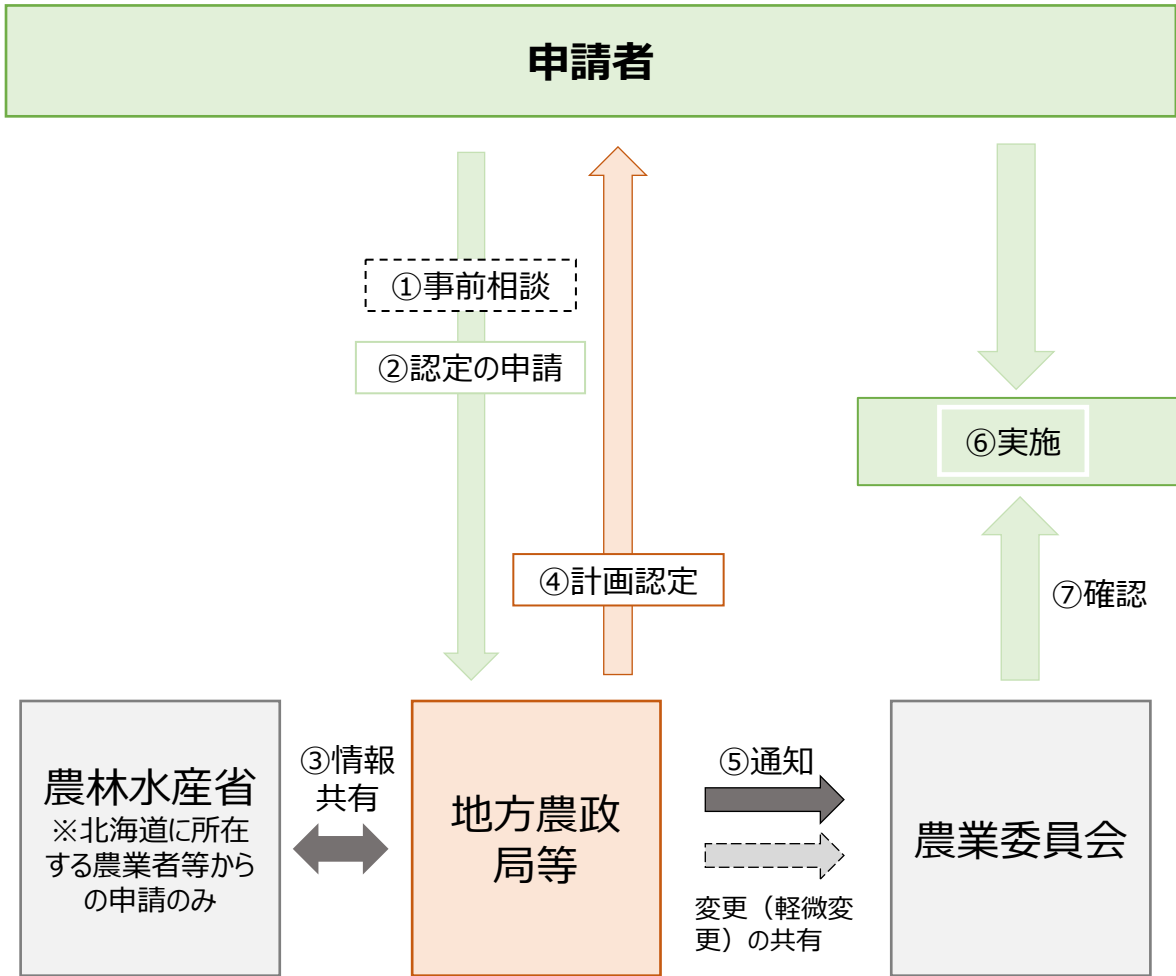 申請者
①事前相談
②認定の申請
⑥実施
④計画認定
⑦確認
農林水産省
※北海道に所在
する農業者等から
の申請のみ
③情報
共有
地方農政
局等
⑤通知
変更（軽微変
更）の共有
農業委員会